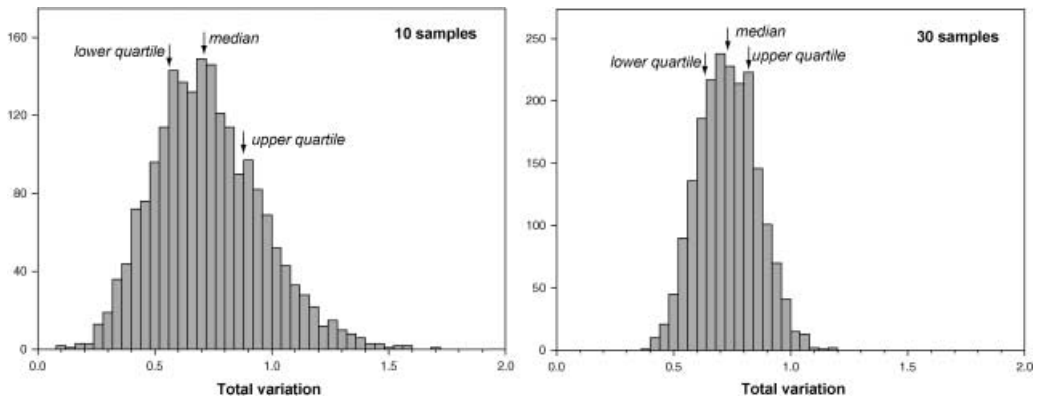 160
120
80
40
0
0.0
0.5
1.0
1.5
2.0
lower quartile
median
10 samples
upper quartile
Total variation
250
200
150
100
50
0
0.0
0.5
1.0
1.5
2.0
median
30 samples
lower quartile
upper quartile
Total variation